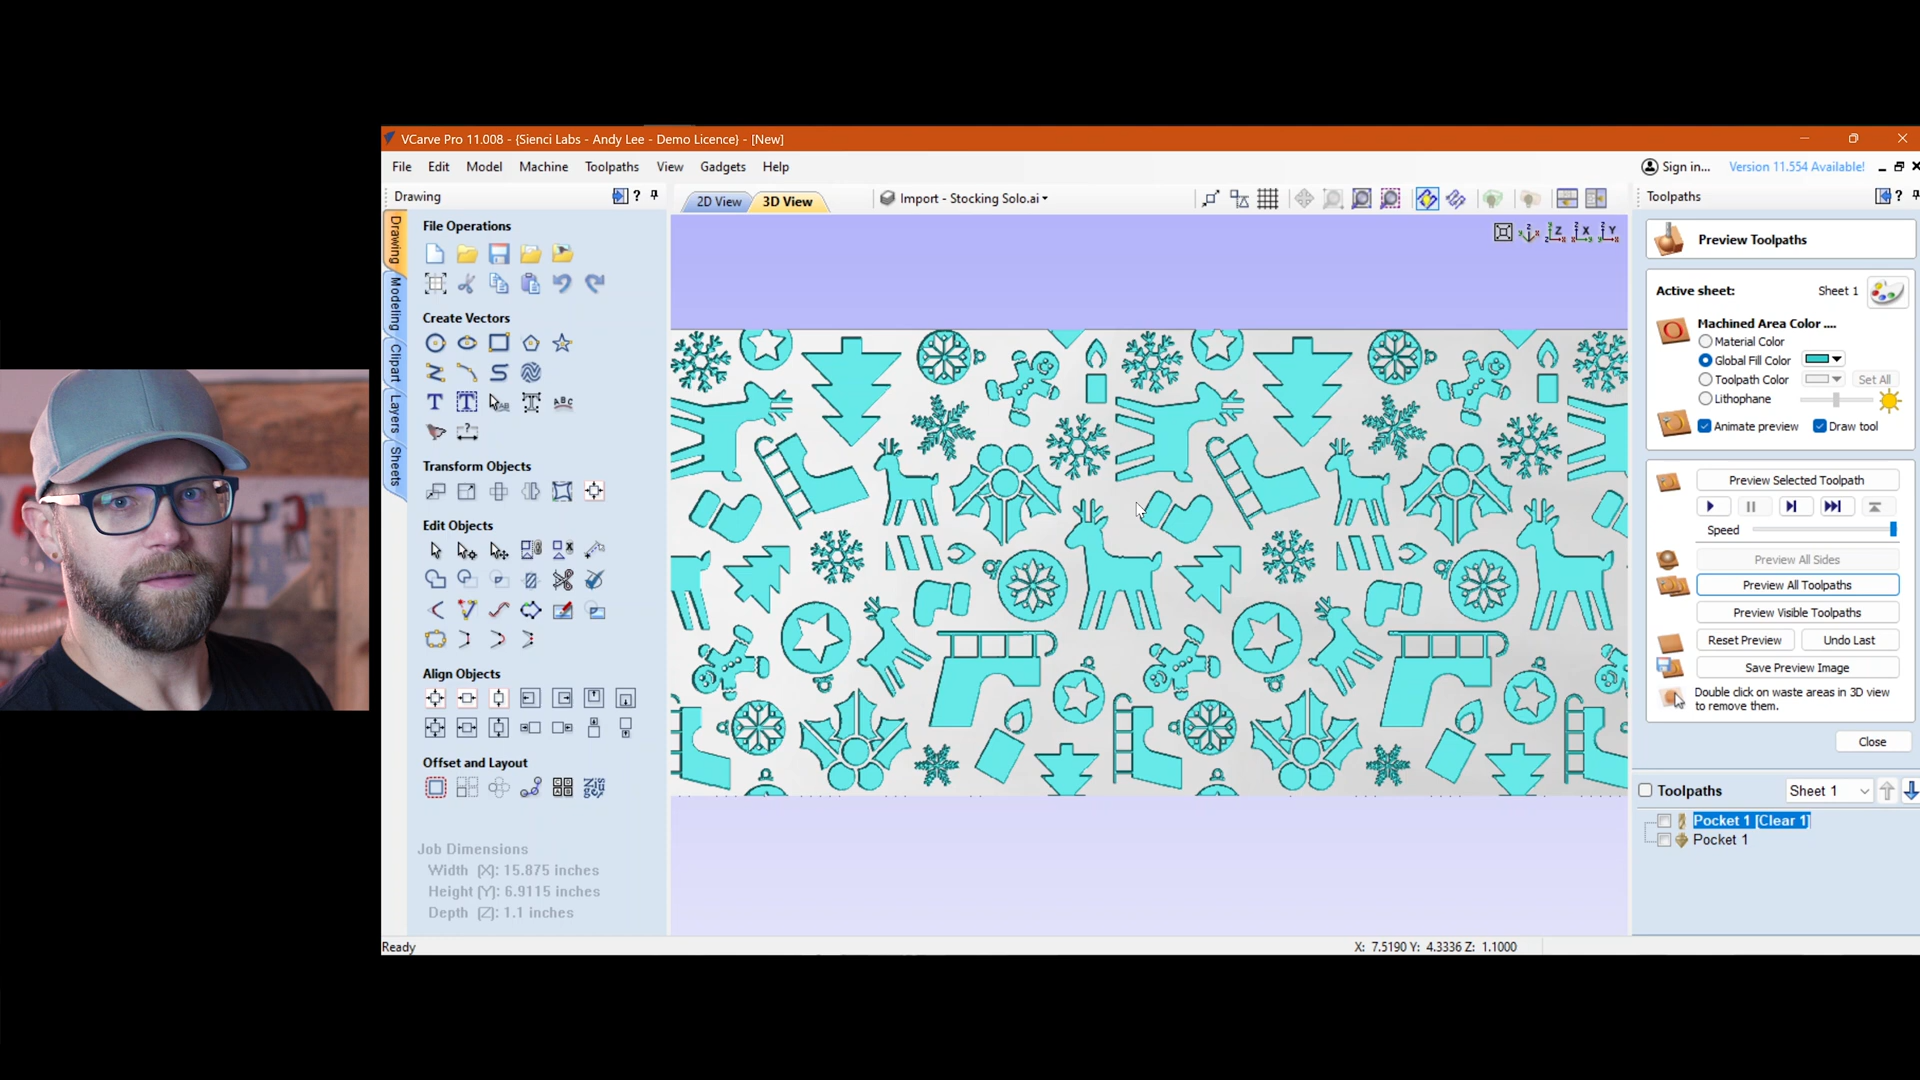 VCarve Pro 11.008 - {Sienci Labs - Andy Lee - Demo Licence} - [New]
File Edit Model Machine Toolpaths View Gadgets Help
Sign in... Version 11.554 Available!
Drawing
2D View 3D View Import - Stocking Solo.ai
Toolpaths
Drawing
Modeling
Clipart
Layers
Sheets
File Operations
Create Vectors
Transform Objects
Edit Objects
Align Objects
Offset and Layout
Job Dimensions
Width (X): 15.875 inches
Height (Y): 6.9115 inches
Depth (Z): 1.1 inches
Ready
X: 7.5190 Y: 4.3336 Z: 1.1000
Preview Toolpaths
Active sheet: Sheet 1
Machined Area Color ....
Material Color
Global Fill Color
Toolpath Color Set All
Lithophane
Animate preview Draw tool
Preview Selected Toolpath
Speed
Preview All Sides
Preview All Toolpaths
Preview Visible Toolpaths
Reset Preview Undo Last
Save Preview Image
Double click on waste areas in 3D view
to remove them.
Close
Toolpaths Sheet 1
Pocket 1 [Clear 1]
Pocket 1